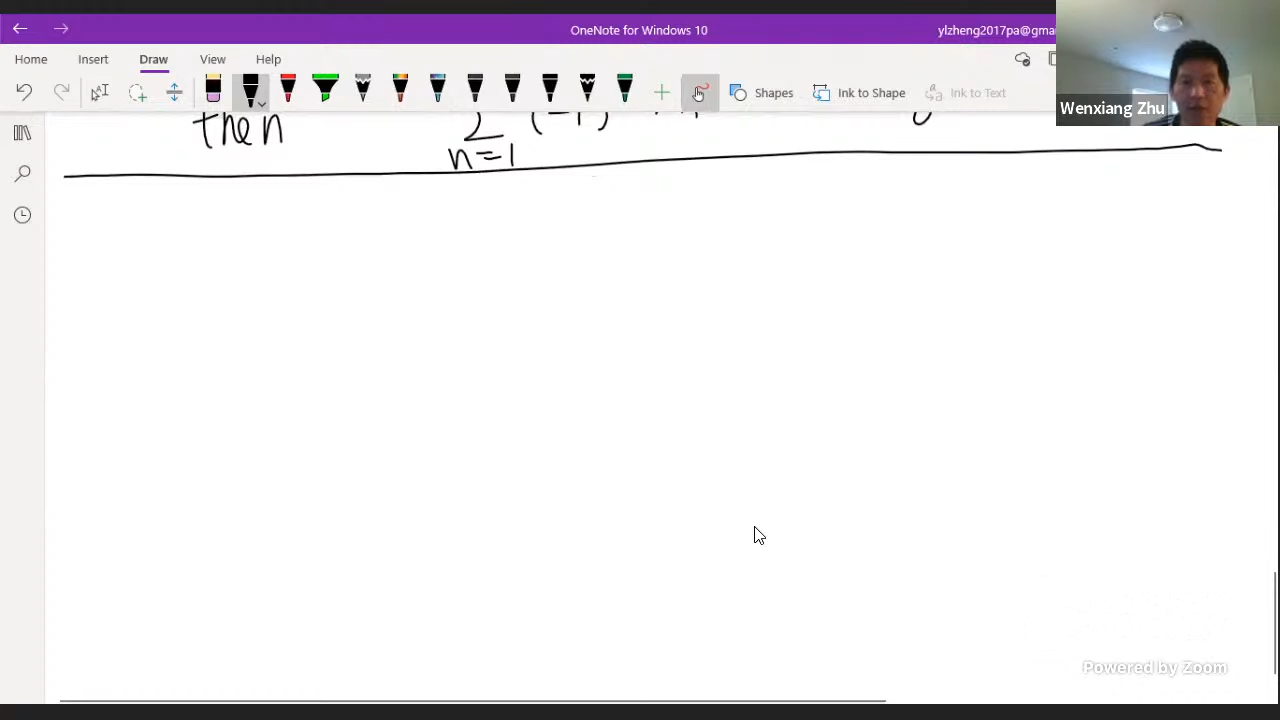 OneNote for Windows 10
ylzheng2017pa@gma
Home Insert Draw View Help
Shapes Ink to Shape Ink to Text
Wenxiang Zhu
then
n=1
Powered by Zoom